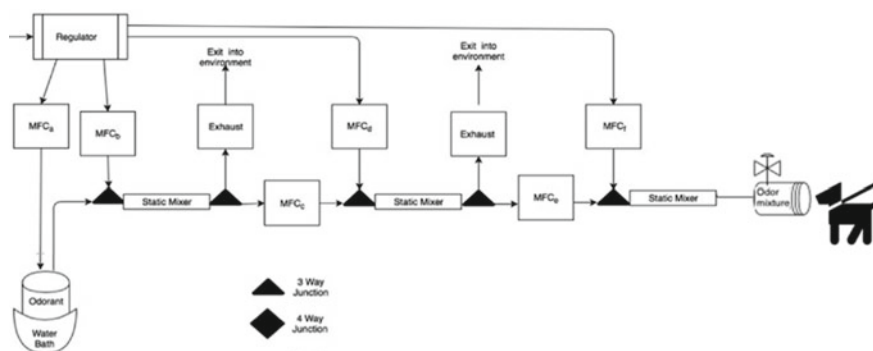 Regulator
Exit into
environment
Exit into
environment
MFCa
MFCb
Exhaust
MFCd
Exhaust
MFCf
Static Mixer
MFCc
Static Mixer
MFCe
Static Mixer
Odor
mixture
Odorant
Water
Bath
3 Way
Junction
4 Way
Junction